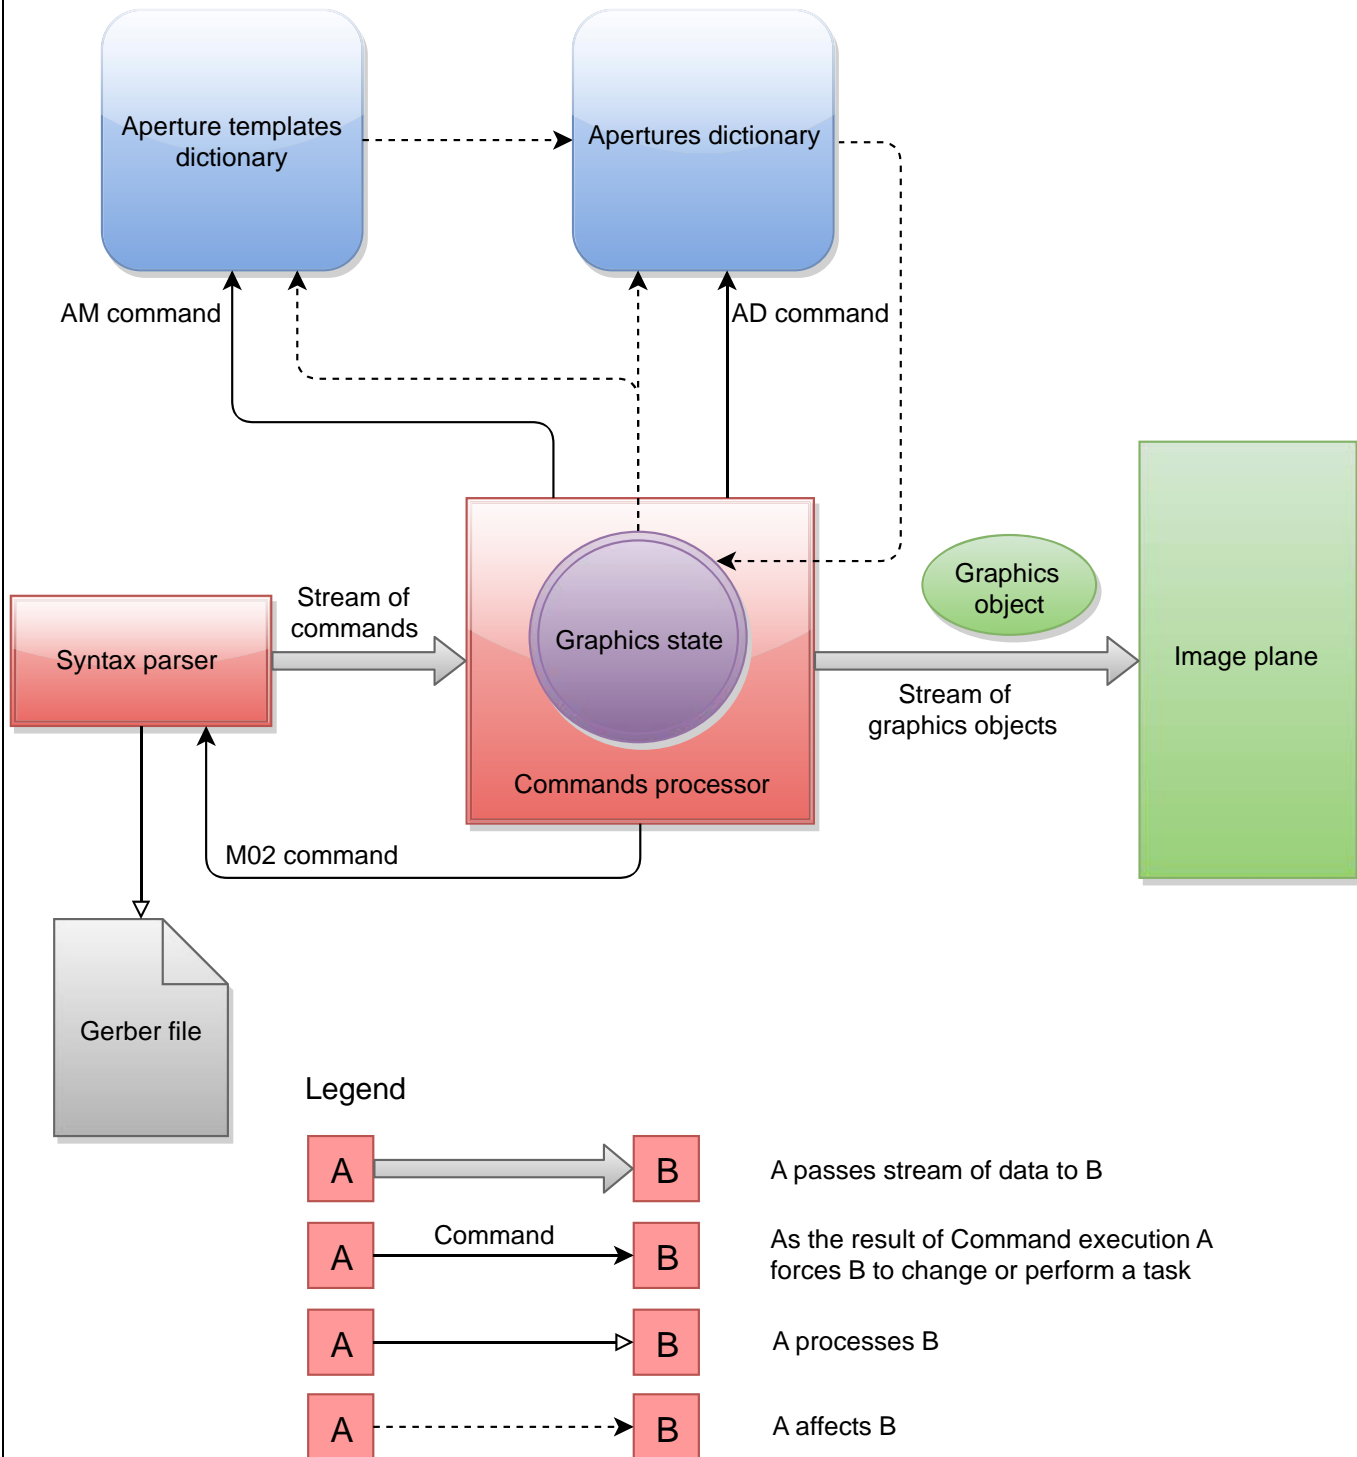 Aperture templates
dictionary
Apertures dictionary
AM command
AD command
Stream of
commands
Syntax parser
Graphics state
Commands processor
Graphics
object
Image plane
Stream of
graphics objects
M02 command
Gerber file
Legend
A
B
A passes stream of data to B
A
Command
B
As the result of Command execution A
forces B to change or perform a task
A
B
A processes B
A
B
A affects B